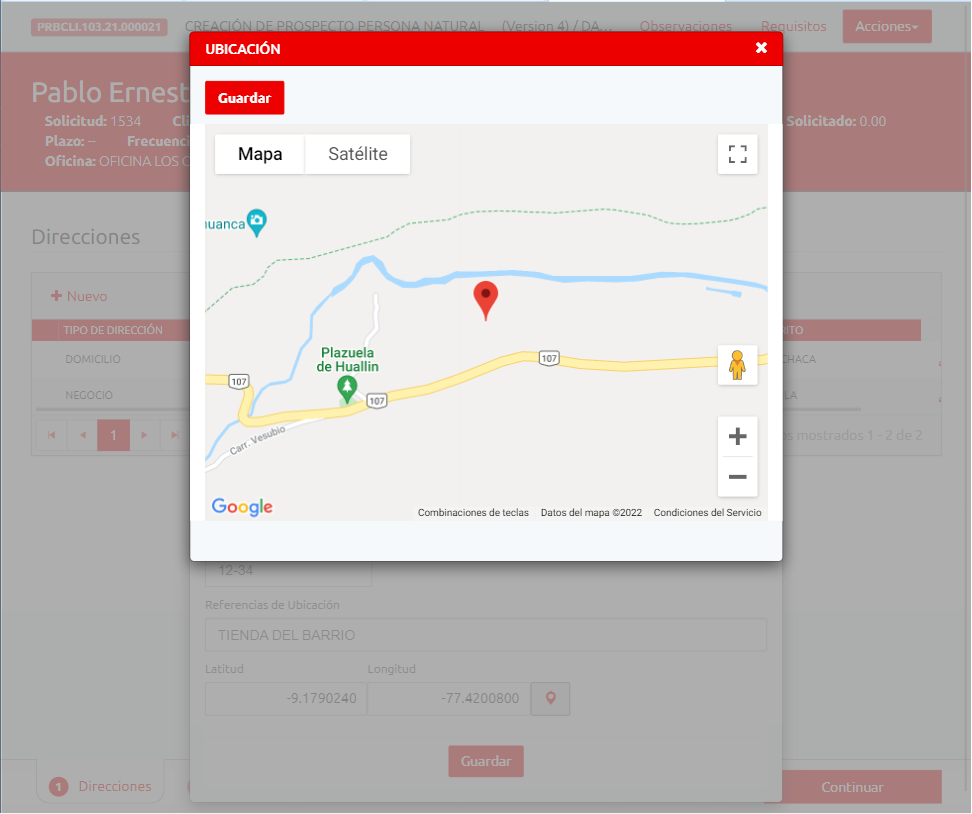 PRBCLI.103.21.000021 CREACIÓN DE PROSPECTO PERSONA NATURAL (Version 4) / DA... Observaciones Requisitos Acciones
UBICACIÓN
Guardar
Pablo Ernest
Solicitud: 1534 Cli Solicitado: 0.00
Plazo: -- Frecuenci
Oficina: OFICINA LOS O
Mapa Satélite
huanca
Direcciones
Nuevo
TIPO DE DIRECCIÓN RITO
DOMICILIO CHACA
NEGOCIO LA
Plazuela
de Huallin
107
107
107
Carr. Vesubio
1 os mostrados 1 - 2 de 2
Google
Combinaciones de teclas Datos del mapa ©2022 Condiciones del Servicio
12-34
Referencias de Ubicación
TIENDA DEL BARRIO
Latitud Longitud
-9.1790240 -77.4200800
Guardar
1 Direcciones Continuar